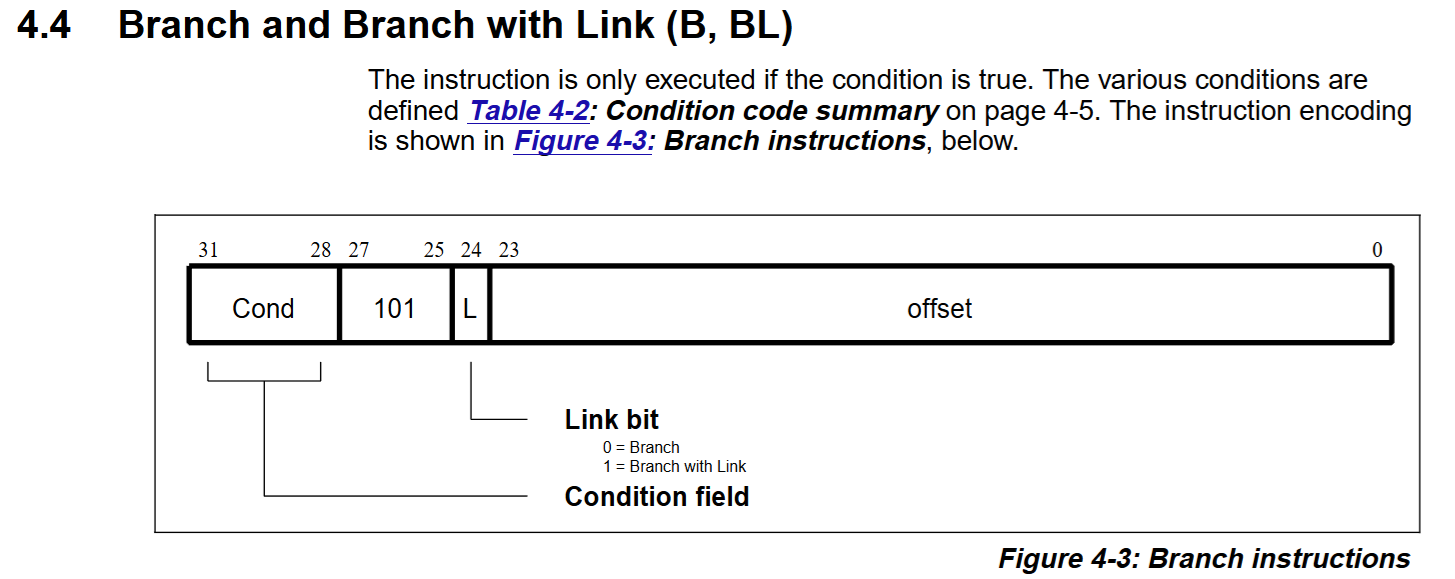 4.4 Branch and Branch with Link (B, BL)
The instruction is only executed if the condition is true. The various conditions are
defined Table 4-2: Condition code summary on page 4-5. The instruction encoding
is shown in Figure 4-3: Branch instructions, below.
31 28 27 25 24 23 0
Cond 101 L offset
Link bit
0 = Branch
1 = Branch with Link
Condition field
Figure 4-3: Branch instructions